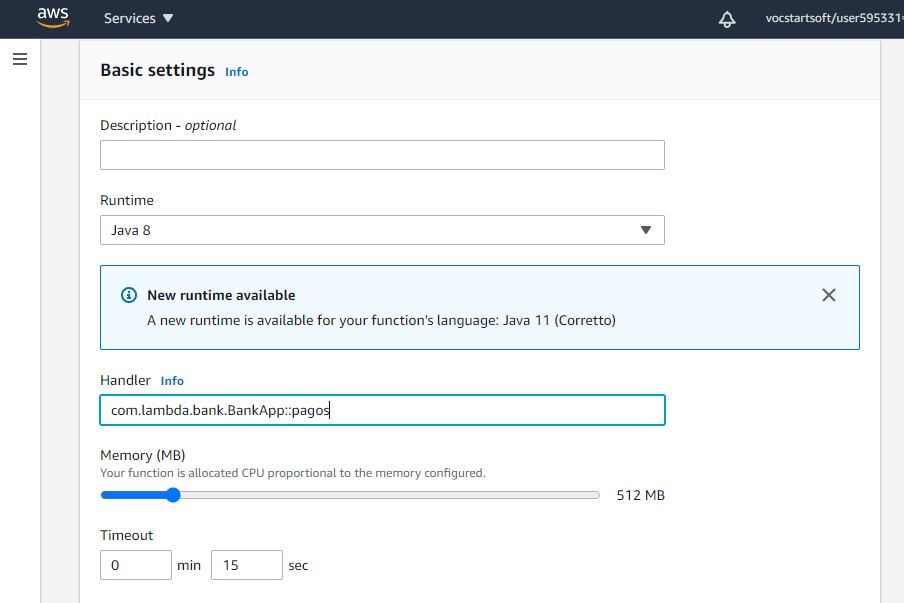 aws
Services
vocstartsoft/user595331
Basic settings Info
Description - optional
Runtime
Java 8
New runtime available
A new runtime is available for your function's language: Java 11 (Corretto)
Handler Info
com.lambda.bank.BankApp::pagos
Memory (MB)
Your function is allocated CPU proportional to the memory configured.
512 MB
Timeout
0 min 15 sec